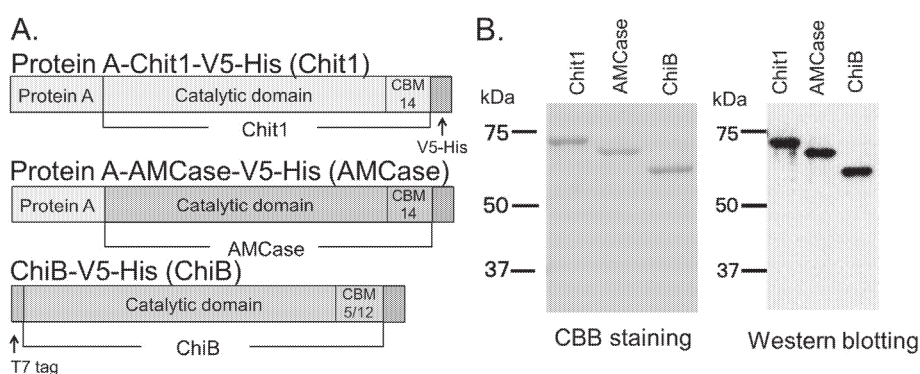 A.
Protein A-Chit1-V5-His (Chit1)
Protein A
Catalytic domain
CBM
14
Chit1
V5-His
Protein A-AMCase-V5-His (AMCase)
Protein A
Catalytic domain
CBM
14
AMCase
ChiB-V5-His (ChiB)
Catalytic domain
CBM
5/12
ChiB
T7 tag
B.
Chit1
AMCase
ChiB
kDa
75
50
37
CBB staining
Chit1
AMCase
ChiB
kDa
75
50
37
Western blotting